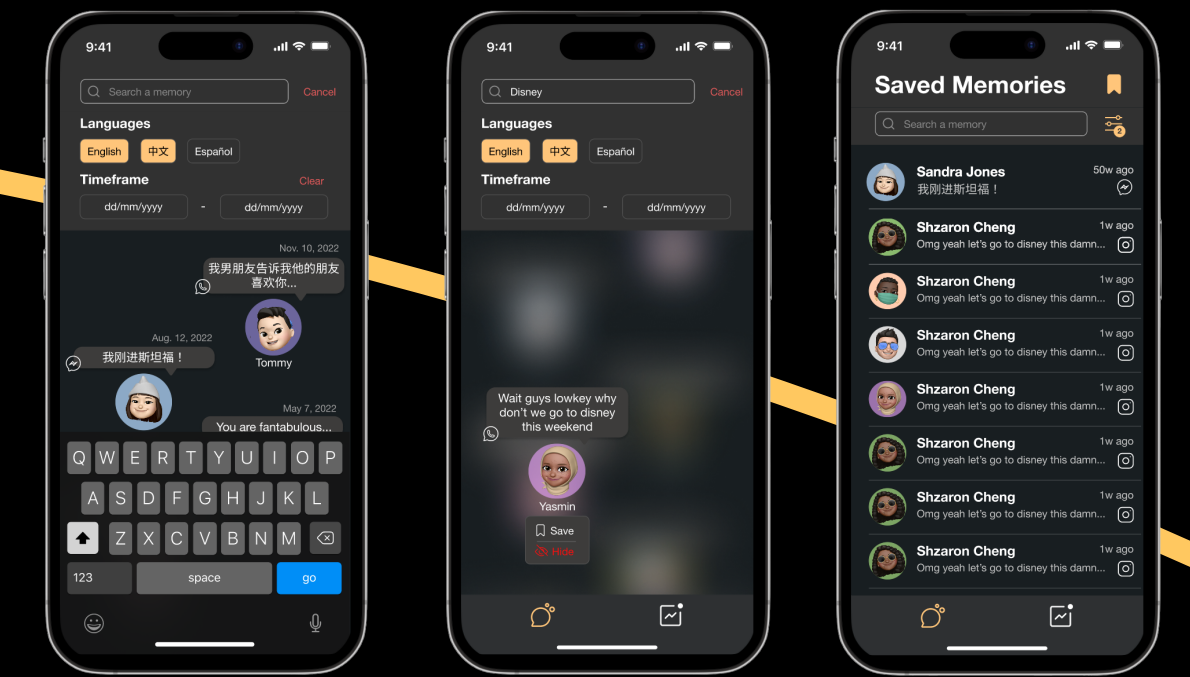 9:41
Search a memory
Cancel
Languages
English
中文
Español
Timeframe
Clear
dd/mm/yyyy
-
dd/mm/yyyy
Nov. 10, 2022
我男朋友告诉我他的朋友
喜欢你...
Tommy
Aug. 12, 2022
我刚进斯坦福！
May 7, 2022
You are fantabulous...
Q W E R T Y U I O P
A S D F G H J K L
Z X C V B N M
123
space
go
9:41
Disney
Cancel
Languages
English
中文
Español
Timeframe
dd/mm/yyyy
-
dd/mm/yyyy
Wait guys lowkey why
don't we go to disney
this weekend
Yasmin
Save
Hide
9:41
Saved Memories
Search a memory
2
Sandra Jones
50w ago
我刚进斯坦福！
Shzaron Cheng
1w ago
Omg yeah let's go to disney this damn...
Shzaron Cheng
1w ago
Omg yeah let's go to disney this damn...
Shzaron Cheng
1w ago
Omg yeah let's go to disney this damn...
Shzaron Cheng
1w ago
Omg yeah let's go to disney this damn...
Shzaron Cheng
1w ago
Omg yeah let's go to disney this damn...
Shzaron Cheng
1w ago
Omg yeah let's go to disney this damn...
Shzaron Cheng
1w ago
Omg yeah let's go to disney this damn...